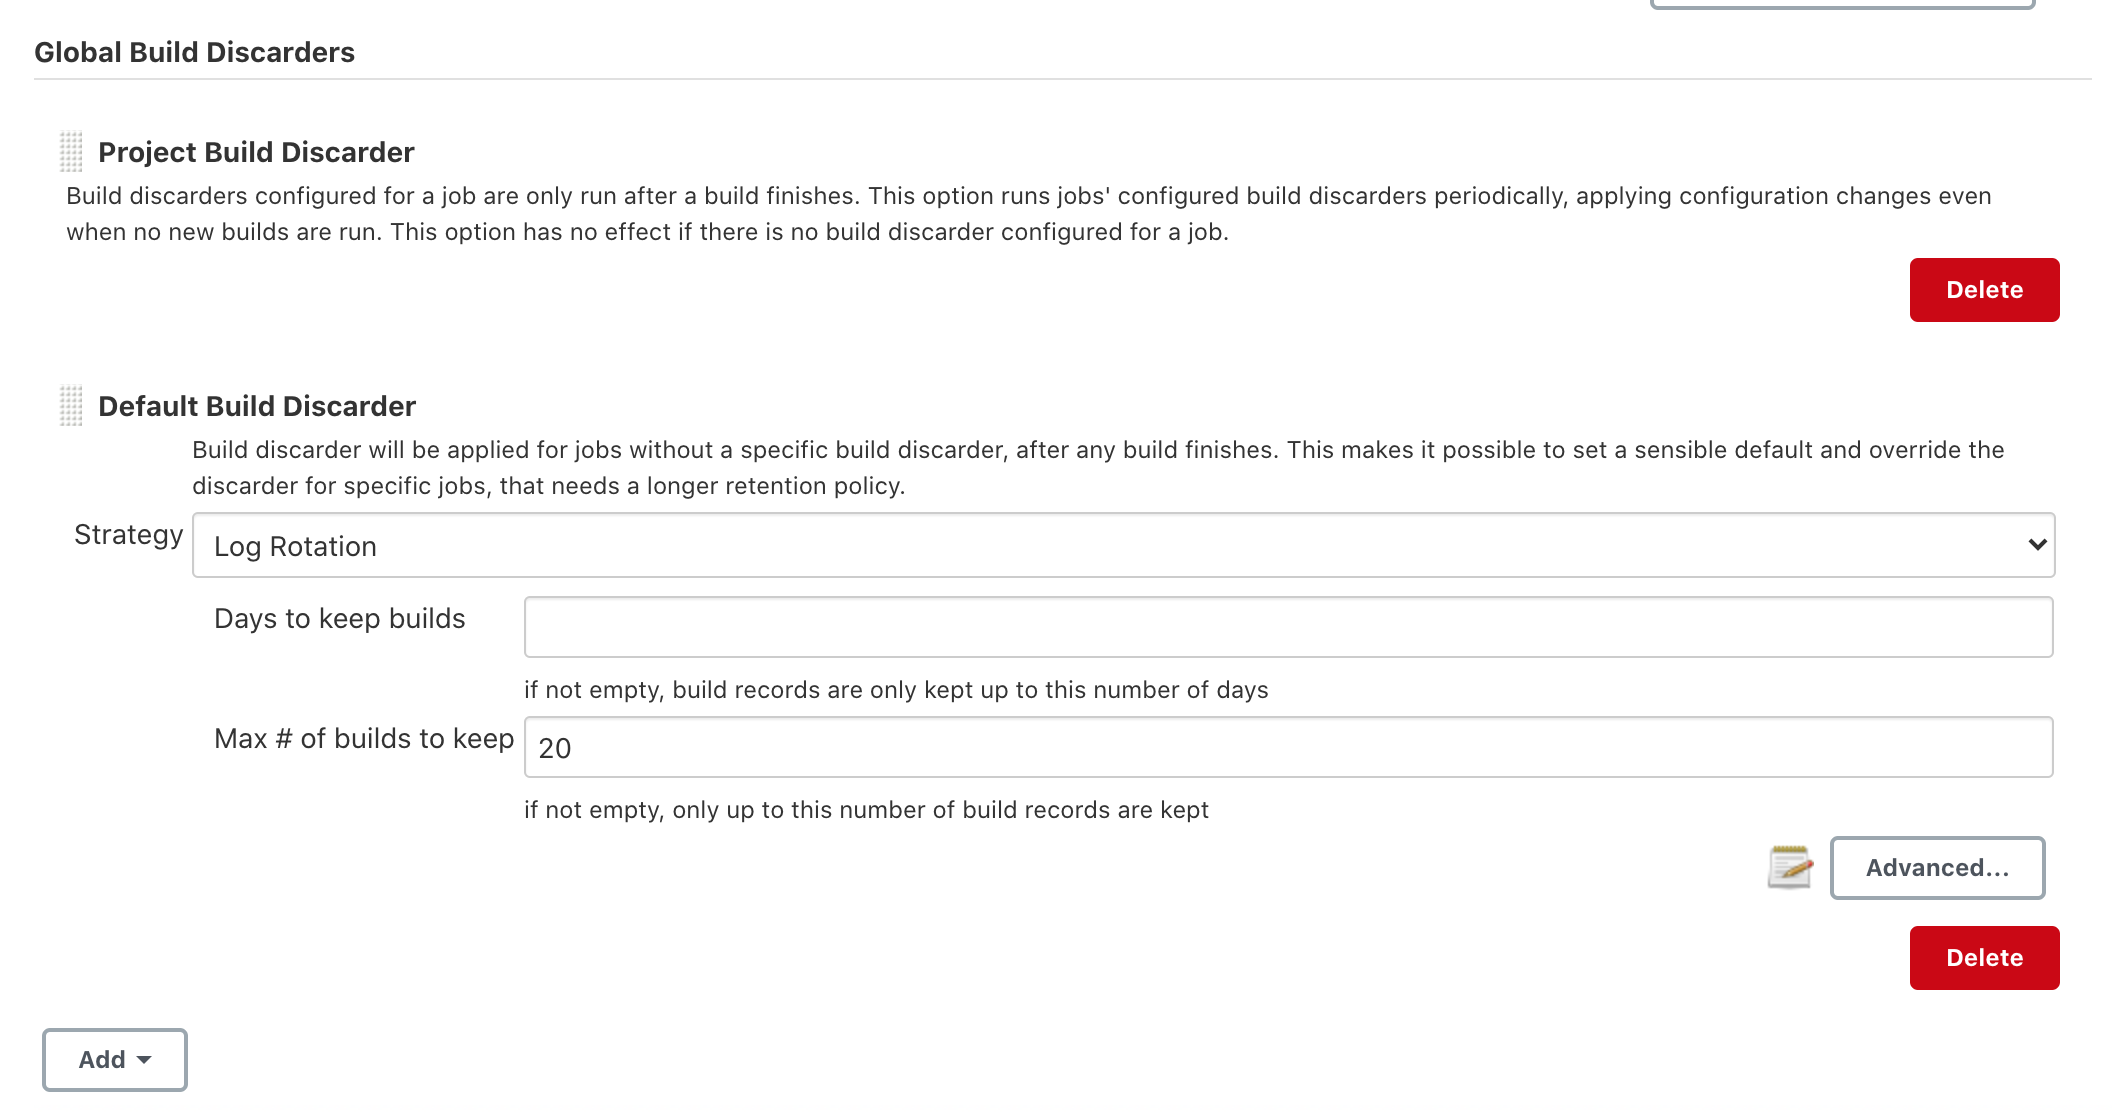 Global Build Discarders
Project Build Discarder
Build discarders configured for a job are only run after a build finishes. This option runs jobs' configured build discarders periodically, applying configuration changes even
when no new builds are run. This option has no effect if there is no build discarder configured for a job.
Delete
Default Build Discarder
Build discarder will be applied for jobs without a specific build discarder, after any build finishes. This makes it possible to set a sensible default and override the
discarder for specific jobs, that needs a longer retention policy.
Strategy
Log Rotation
Days to keep builds
if not empty, build records are only kept up to this number of days
Max # of builds to keep
20
if not empty, only up to this number of build records are kept
Advanced...
Delete
Add